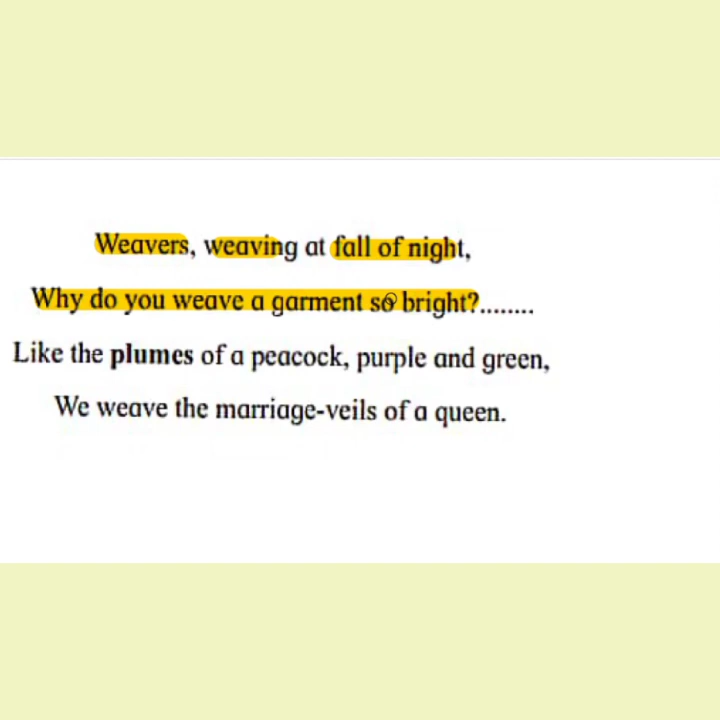 Weavers, weaving at fall of night,
Why do you weave a garment so bright?........
Like the plumes of a peacock, purple and green,
We weave the marriage-veils of a queen.